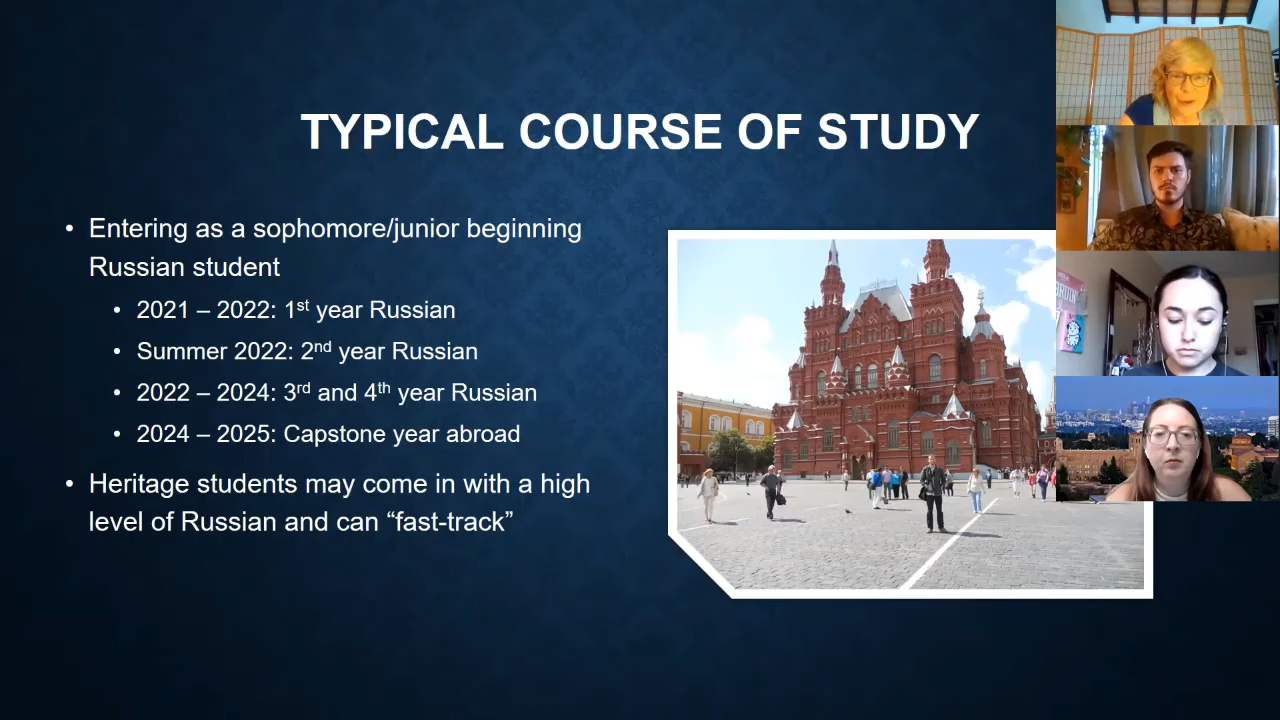 TYPICAL COURSE OF STUDY
• Entering as a sophomore/junior beginning
Russian student
• 2021 – 2022: 1st year Russian
• Summer 2022: 2nd year Russian
• 2022 – 2024: 3rd and 4th year Russian
• 2024 – 2025: Capstone year abroad
• Heritage students may come in with a high
level of Russian and can “fast-track”